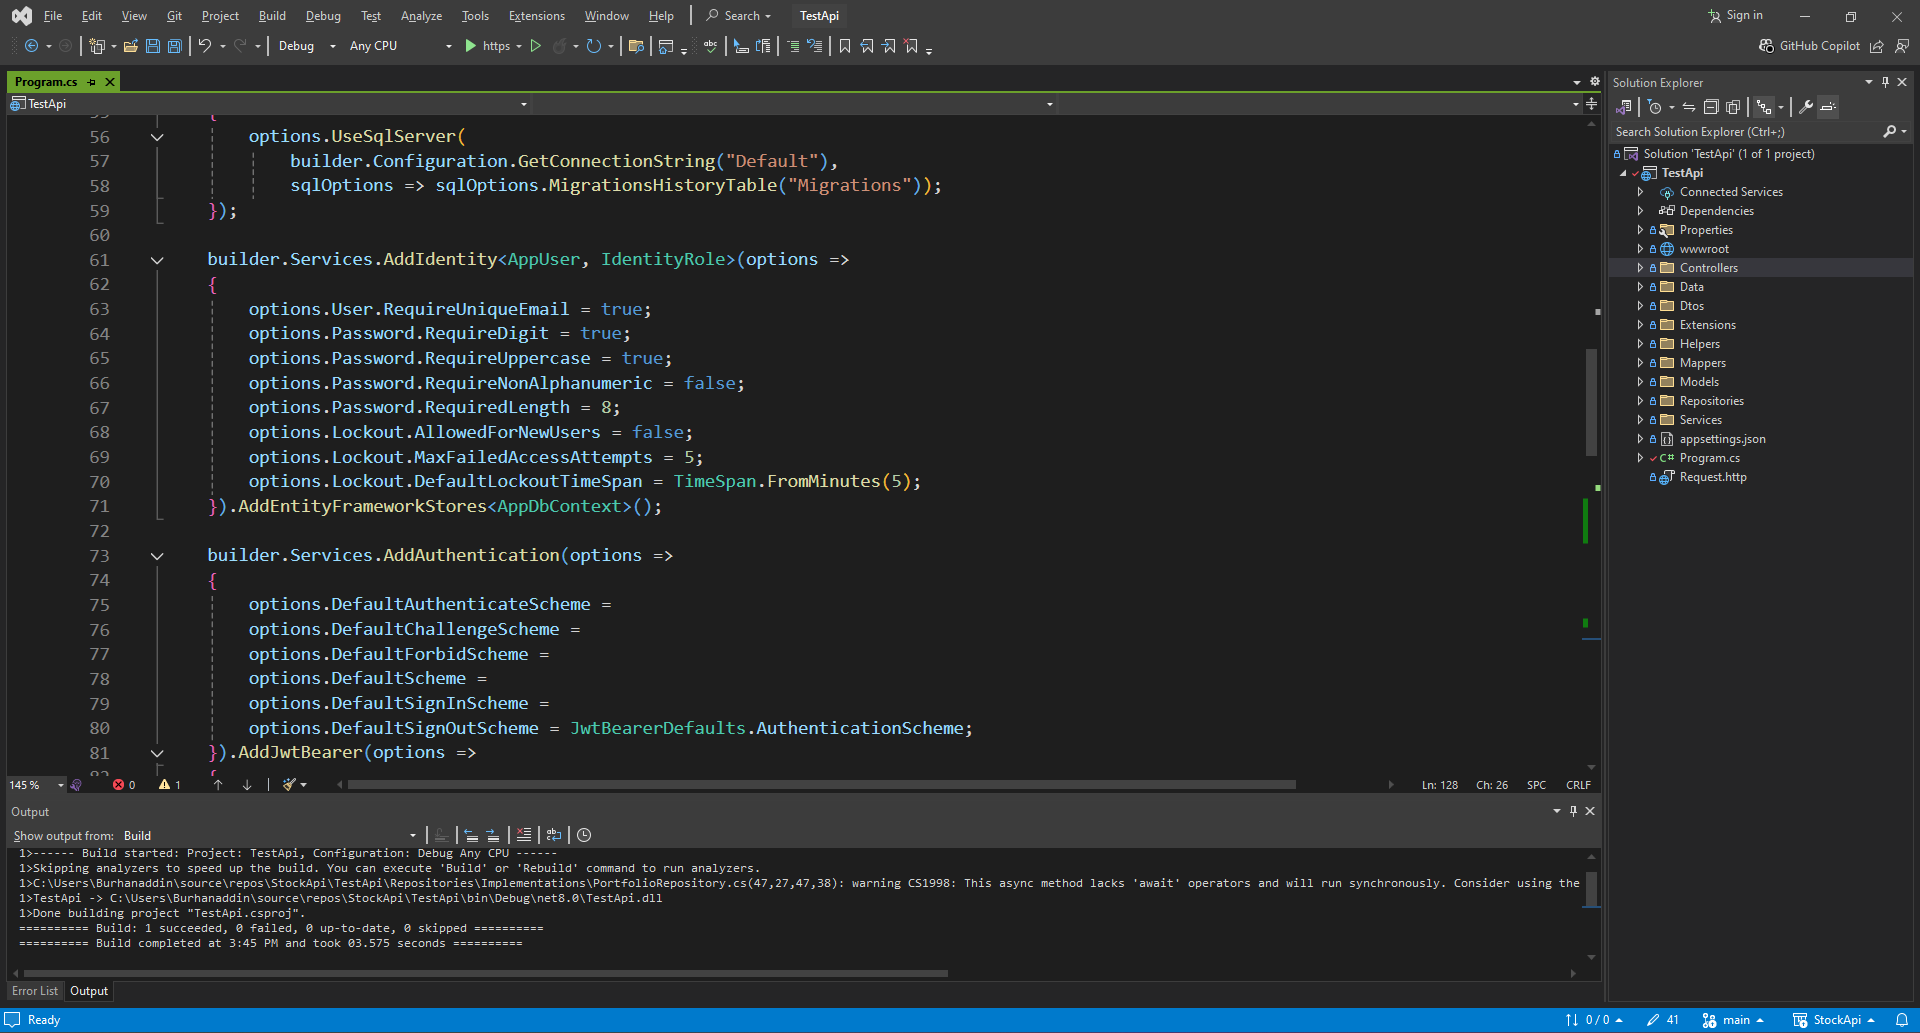 File Edit View Git Project Build Debug Test Analyze Tools Extensions Window Help Search TestApi Sign in
Debug Any CPU https GitHub Copilot
Program.cs
TestApi
55 {
56 options.UseSqlServer(
57 builder.Configuration.GetConnectionString("Default"),
58 sqlOptions => sqlOptions.MigrationsHistoryTable("Migrations"));
59 });
60
61 builder.Services.AddIdentity<AppUser, IdentityRole>(options =>
62 {
63 options.User.RequireUniqueEmail = true;
64 options.Password.RequireDigit = true;
65 options.Password.RequireUppercase = true;
66 options.Password.RequireNonAlphanumeric = false;
67 options.Password.RequiredLength = 8;
68 options.Lockout.AllowedForNewUsers = false;
69 options.Lockout.MaxFailedAccessAttempts = 5;
70 options.Lockout.DefaultLockoutTimeSpan = TimeSpan.FromMinutes(5);
71 }).AddEntityFrameworkStores<AppDbContext>();
72
73 builder.Services.AddAuthentication(options =>
74 {
75 options.DefaultAuthenticateScheme =
76 options.DefaultChallengeScheme =
77 options.DefaultForbidScheme =
78 options.DefaultScheme =
79 options.DefaultSignInScheme =
80 options.DefaultSignOutScheme = JwtBearerDefaults.AuthenticationScheme;
81 }).AddJwtBearer(options =>
82 {
145 % 0 1 Ln: 128 Ch: 26 SPC CRLF
Output
Show output from: Build
1>------ Build started: Project: TestApi, Configuration: Debug Any CPU ------
1>Skipping analyzers to speed up the build. You can execute 'Build' or 'Rebuild' command to run analyzers.
1>C:\Users\Burhanaddin\source\repos\StockApi\TestApi\Repositories\Implementations\PortfolioRepository.cs(47,27,47,38): warning CS1998: This async method lacks 'await' operators and will run synchronously. Consider using the
1>TestApi -> C:\Users\Burhanaddin\source\repos\StockApi\TestApi\bin\Debug\net8.0\TestApi.dll
1>Done building project "TestApi.csproj".
========== Build: 1 succeeded, 0 failed, 0 up-to-date, 0 skipped ==========
========== Build completed at 3:45 PM and took 03.575 seconds ==========
Error List Output
Solution Explorer
Search Solution Explorer (Ctrl+;)
Solution 'TestApi' (1 of 1 project)
TestApi
Connected Services
Dependencies
Properties
wwwroot
Controllers
Data
Dtos
Extensions
Helpers
Mappers
Models
Repositories
Services
appsettings.json
C# Program.cs
Request.http
Ready 0 / 0 41 main StockApi